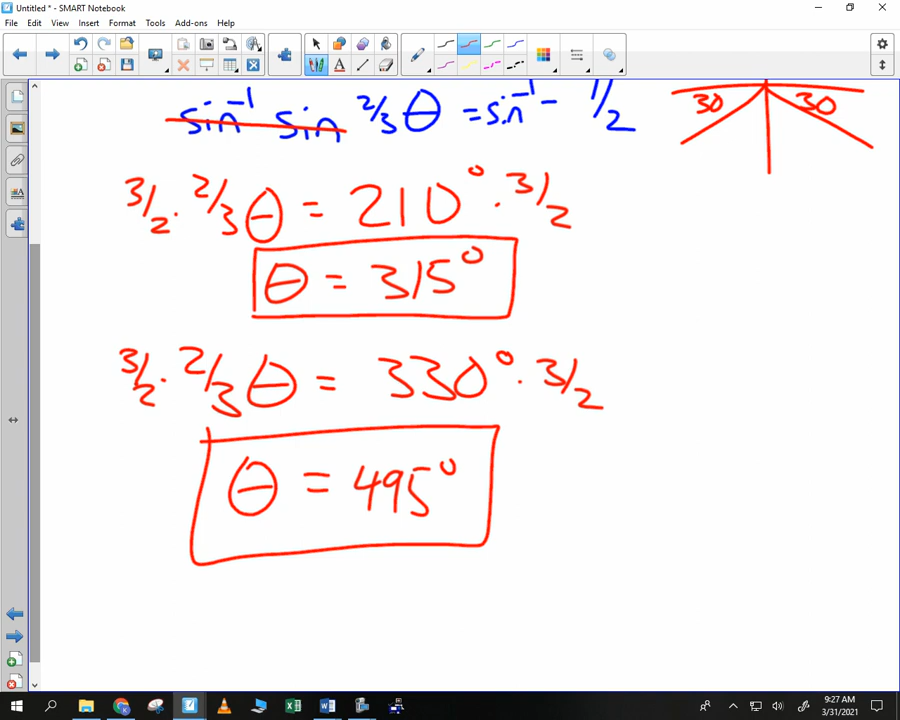 Untitled * - SMART Notebook
File Edit View Insert Format Tools Add-ons Help
sin⁻¹ sin 2/3 θ = sin⁻¹ - 1/2
30 30
3/2 · 2/3 θ = 210° · 3/2
θ = 315°
3/2 · 2/3 θ = 330° · 3/2
θ = 495°
9:27 AM
3/31/2021